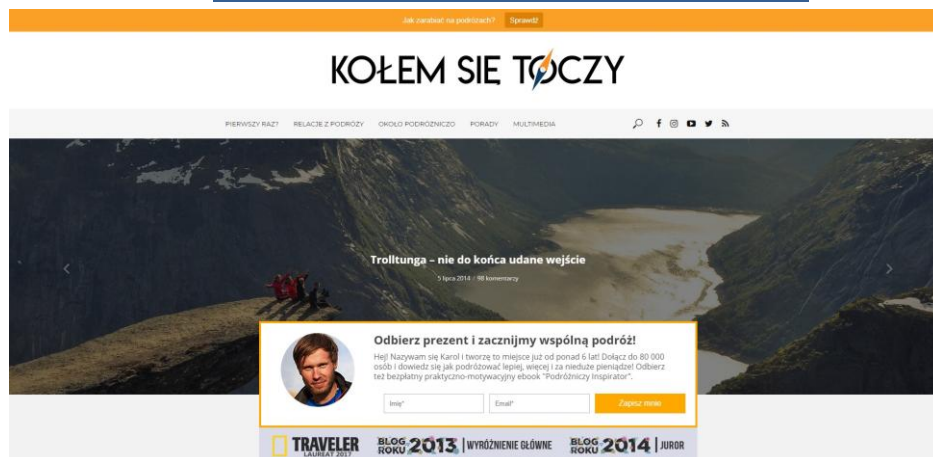 Jak zarabiać na podróżach? Sprawdź
KOŁEM SIĘ TOCZY
PIERWSZY RAZ? RELACJE Z PODRÓŻY OKOŁO PODRÓŻNICZO PORADY MULTIMEDIA
Trolltunga – nie do końca udane wejście
5 lipca 2014 / 98 komentarzy
Odbierz prezent i zacznijmy wspólną podróż!
Hej! Nazywam się Karol i tworzę to miejsce już od ponad 6 lat! Dołącz do 80 000
osób i dowiedz się jak podróżować lepiej, więcej i za nieduże pieniądze! Odbierz
też bezpłatny praktyczno-motywacyjny ebook "Podróżniczy Inspirator".
Imię* Email* Zapisz mnie
TRAVELER
LAUREAT 2017
BLOG ROKU 2013 | WYRÓŻNIENIE GŁÓWNE
BLOG ROKU 2014 | JUROR